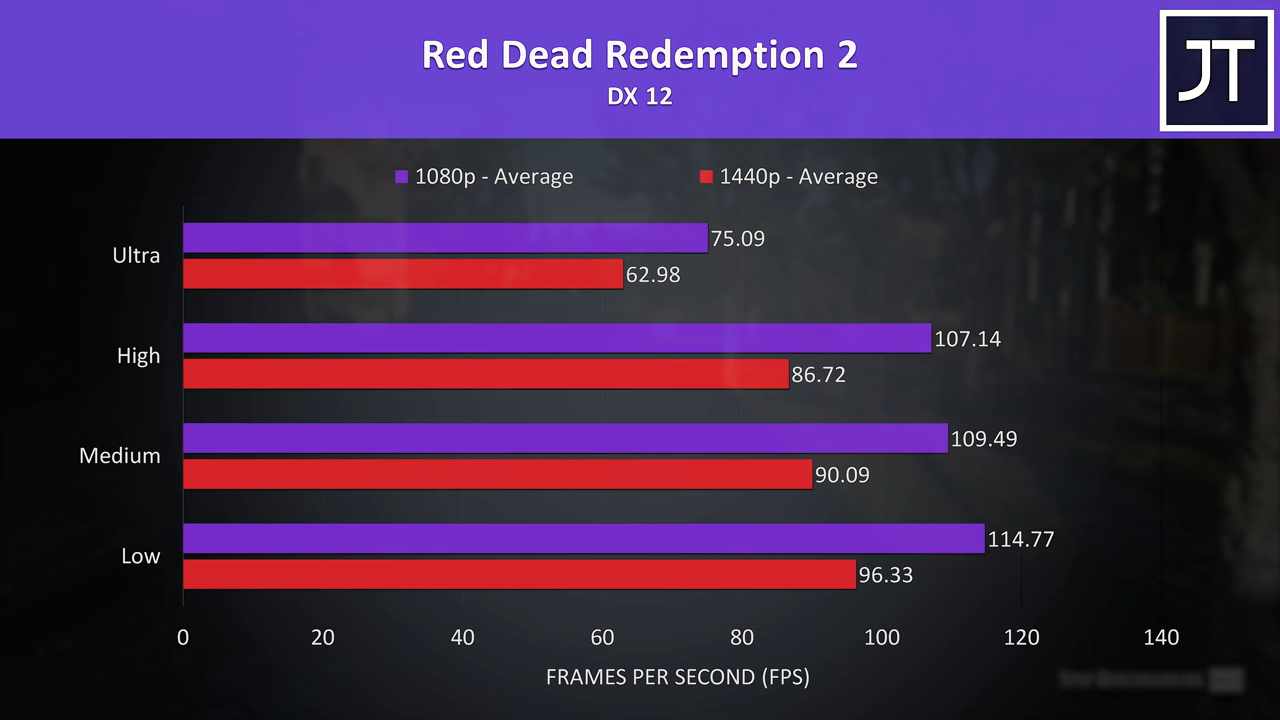 Red Dead Redemption 2
DX 12
JT
1080p - Average
1440p - Average
Ultra
75.09
62.98
High
107.14
86.72
Medium
109.49
90.09
Low
114.77
96.33
0 20 40 60 80 100 120 140
FRAMES PER SECOND (FPS)